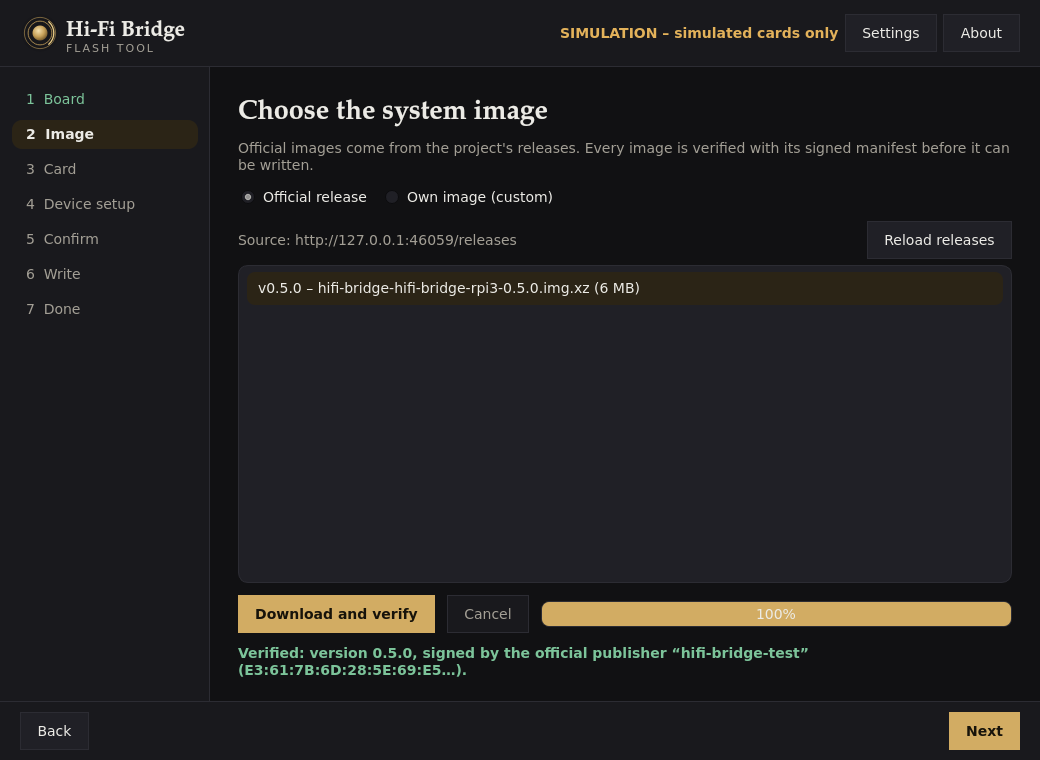 Hi-Fi Bridge
FLASH TOOL
SIMULATION – simulated cards only
Settings
About
1 Board
2 Image
3 Card
4 Device setup
5 Confirm
6 Write
7 Done
Choose the system image
Official images come from the project's releases. Every image is verified with its signed manifest before it can
be written.
Official release
Own image (custom)
Source: http://127.0.0.1:46059/releases
Reload releases
v0.5.0 – hifi-bridge-hifi-bridge-rpi3-0.5.0.img.xz (6 MB)
Download and verify
Cancel
100%
Verified: version 0.5.0, signed by the official publisher “hifi-bridge-test”
(E3:61:7B:6D:28:5E:69:E5…).
Back
Next